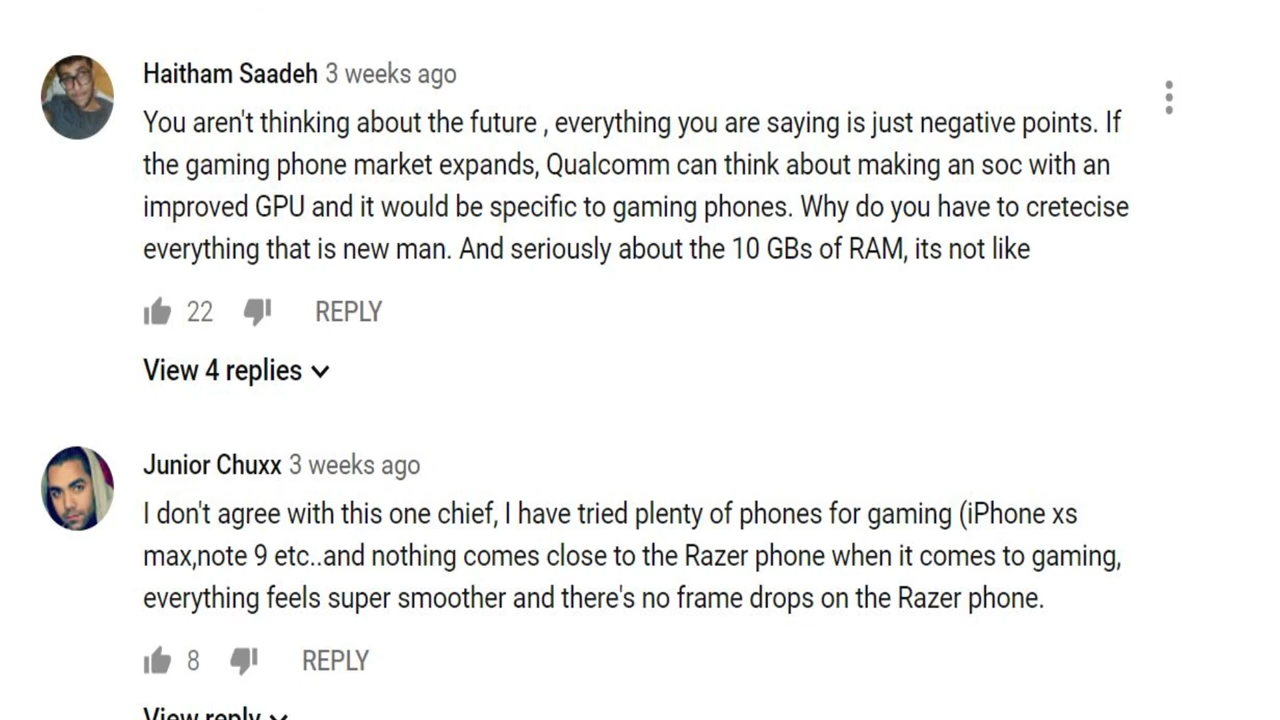 Haitham Saadeh 3 weeks ago
You aren't thinking about the future , everything you are saying is just negative points. If
the gaming phone market expands, Qualcomm can think about making an soc with an
improved GPU and it would be specific to gaming phones. Why do you have to cretecise
everything that is new man. And seriously about the 10 GBs of RAM, its not like
22 REPLY
View 4 replies
Junior Chuxx 3 weeks ago
I don't agree with this one chief, I have tried plenty of phones for gaming (iPhone xs
max,note 9 etc..and nothing comes close to the Razer phone when it comes to gaming,
everything feels super smoother and there's no frame drops on the Razer phone.
8 REPLY
View reply